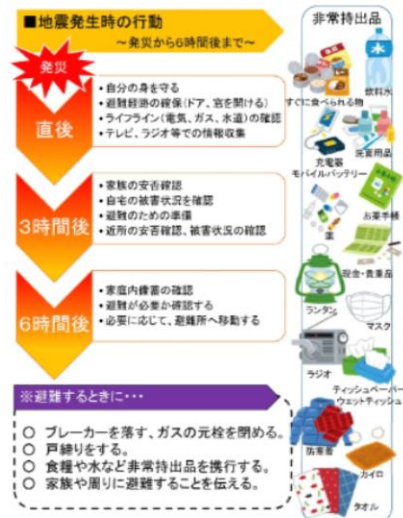 ■地震発生時の行動
～発災から6時間後まで～
発災
直後
・自分の身を守る
・避難経路の確保(ドア、窓を開ける)
・ライフライン(電気、ガス、水道)の確認
・テレビ、ラジオ等での情報収集
3時間後
・家族の安否確認
・自宅の被害状況を確認
・避難のための準備
・近所の安否確認、被害状況の確認
6時間後
・家庭内備蓄の確認
・避難が必要か確認する
・必要に応じて、避難所へ移動する
※避難するときに・・・
○ ブレーカーを落す、ガスの元栓を閉める。
○ 戸締りをする。
○ 食糧や水など非常持出品を携行する。
○ 家族や周りに避難することを伝える。
非常持出品
水
すぐに食べられる物
飲料水
洗面用品
充電器
モバイルバッテリー
お薬手帳
薬
現金・貴重品
ランタン
マスク
ラジオ
ティッシュペーパー
ウェットティッシュ
防寒着
カイロ
タオル